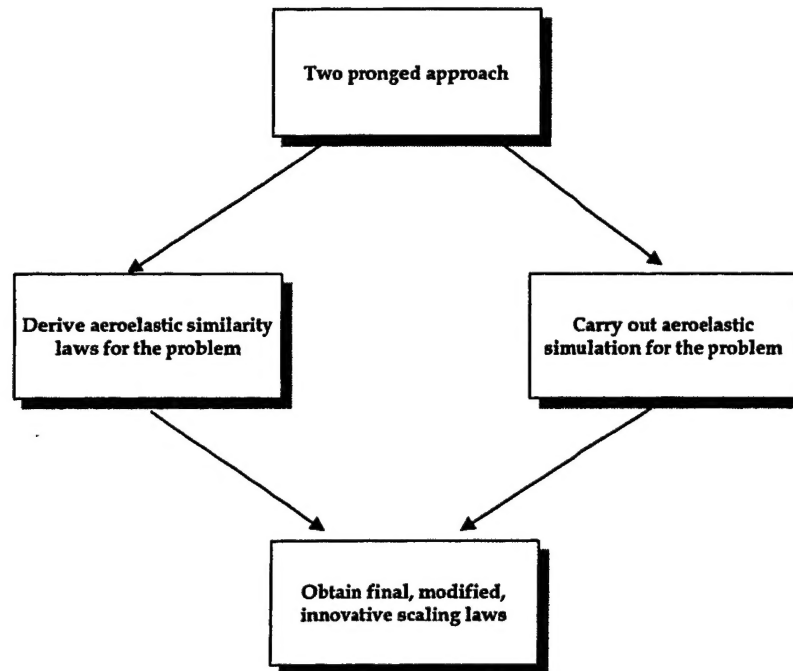 Two pronged approach
Derive aeroelastic similarity
laws for the problem
Carry out aeroelastic
simulation for the problem
Obtain final, modified,
innovative scaling laws